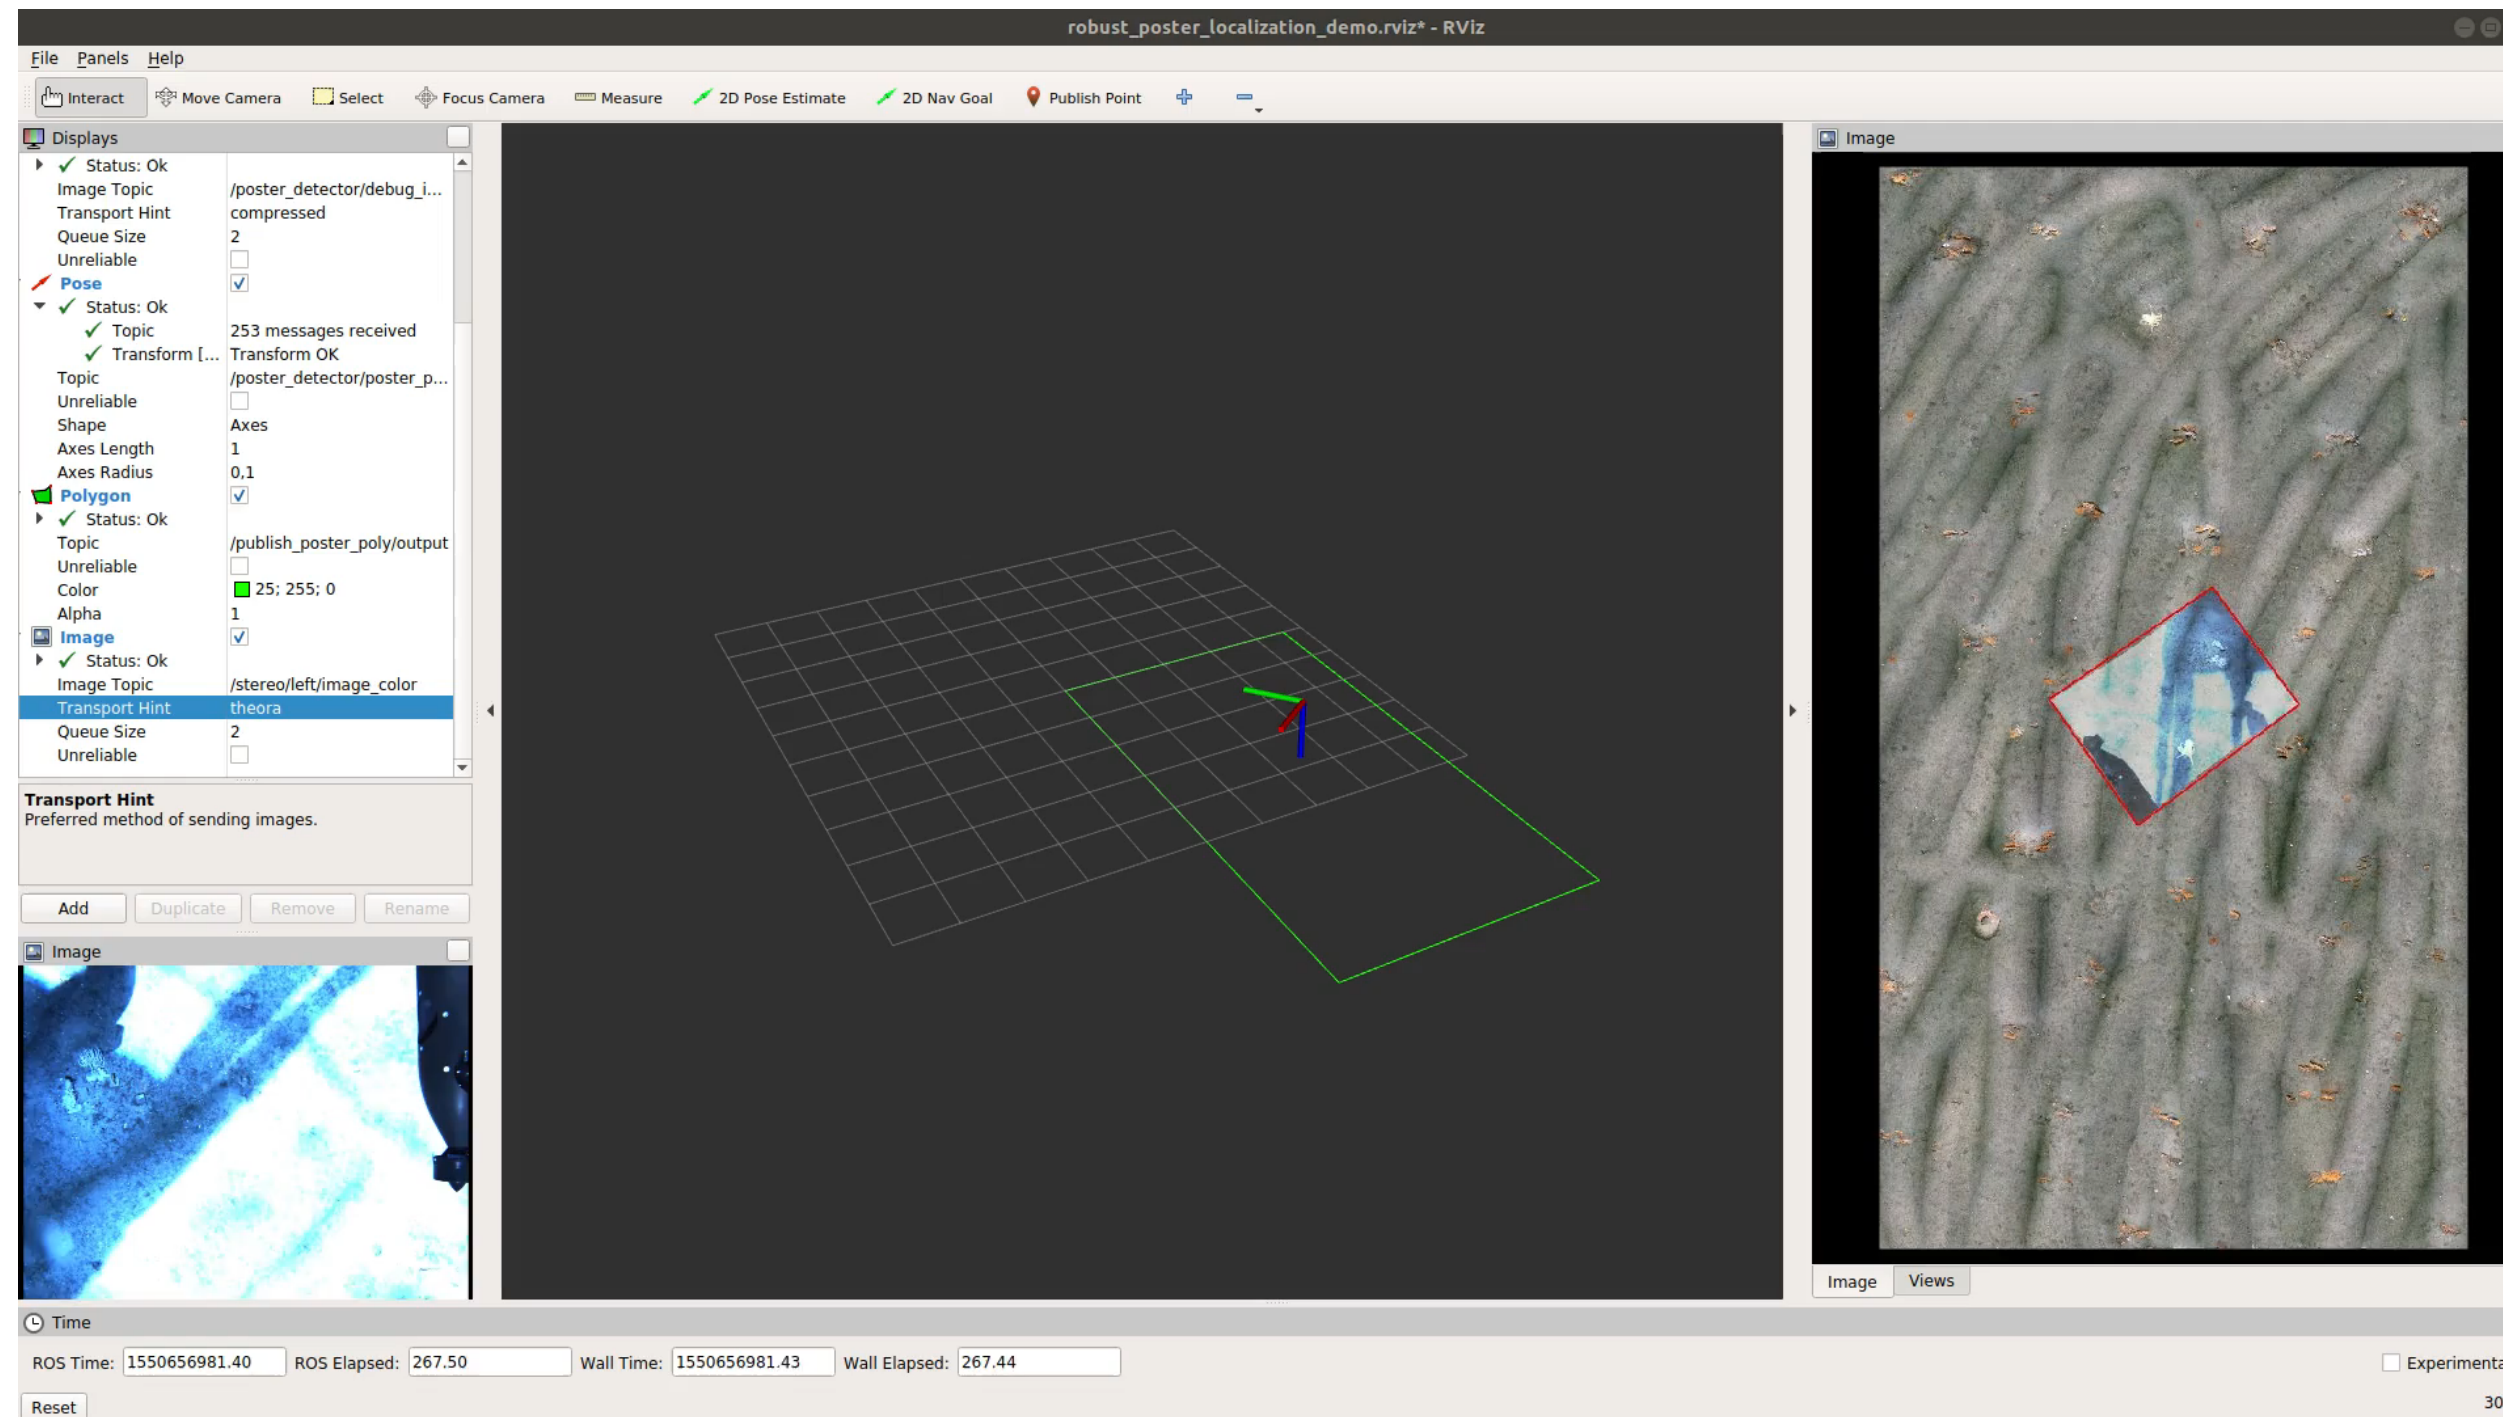 robust_poster_localization_demo.rviz* - RViz
File Panels Help
Interact Move Camera Select Focus Camera Measure 2D Pose Estimate 2D Nav Goal Publish Point
Displays
Status: Ok
Image Topic /poster_detector/debug_i...
Transport Hint compressed
Queue Size 2
Unreliable
Pose
Status: Ok
Topic 253 messages received
Transform [... Transform OK
Topic /poster_detector/poster_p...
Unreliable
Shape Axes
Axes Length 1
Axes Radius 0,1
Polygon
Status: Ok
Topic /publish_poster_poly/output
Unreliable
Color 25; 255; 0
Alpha 1
Image
Status: Ok
Image Topic /stereo/left/image_color
Transport Hint theora
Queue Size 2
Unreliable
Transport Hint
Preferred method of sending images.
Add Duplicate Remove Rename
Image
Image
Image Views
Time
ROS Time: 1550656981.40 ROS Elapsed: 267.50 Wall Time: 1550656981.43 Wall Elapsed: 267.44 Experimenta
Reset 30